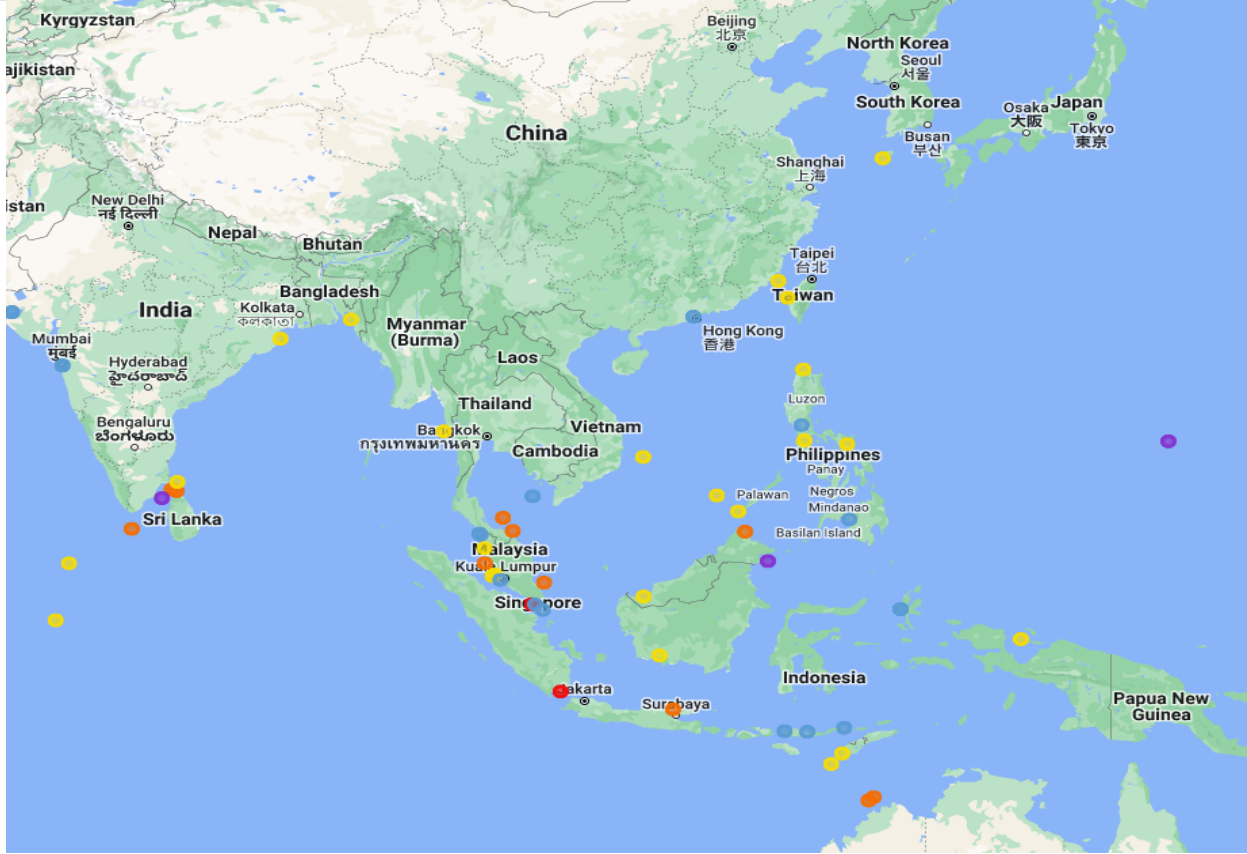 Kyrgyzstan
Beijing
北京
North Korea
ajikistan
Seoul
서울
South Korea
Osaka
大阪
Japan
Tokyo
東京
China
Busan
부산
Shanghai
上海
istan
New Delhi
नई दिल्ली
Nepal
Bhutan
Taipei
台北
Bangladesh
Taiwan
India
Kolkata
কলকাতা
Myanmar
(Burma)
Hong Kong
香港
Mumbai
मुंबई
Laos
Hyderabad
హైదరాబాద్
Luzon
Thailand
Bengaluru
ಬೆಂಗಳೂರು
Bangkok
กรุงเทพมหานคร
Vietnam
Cambodia
Philippines
Panay
Palawan
Negros
Mindanao
Sri Lanka
Basilan Island
Malaysia
Kuala Lumpur
Singapore
Indonesia
Jakarta
Surabaya
Papua New
Guinea